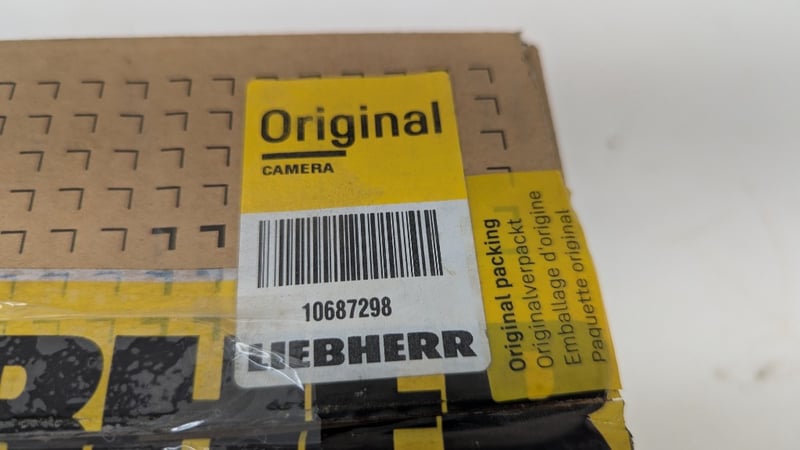 Original
CAMERA
10687298
LIEBHERR
Original packing
Originalverpackt
Emballage d'origine
Paquette original